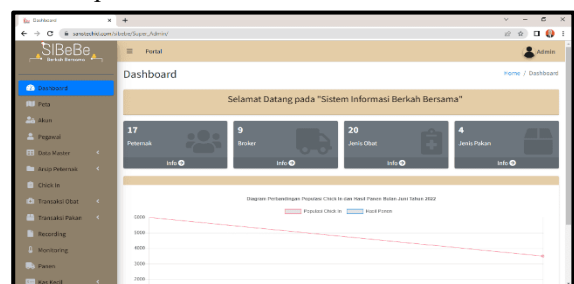 Dashboard
sanstechid.com/sibebe/Super_Admin/
SIBeBe
Berkah Bersama
Portal
Admin
Dashboard
Home / Dashboard
Dashboard
Selamat Datang pada "Sistem Informasi Berkah Bersama"
Peta
Akun
Pegawai
Data Master
Arsip Peternak
Check In
Transaksi Obat
Transaksi Pakan
Recording
Monitoring
Panen
17
Peternak
Info
9
Broker
Info
20
Jenis Obat
Info
4
Jenis Pakan
Info
Diagram Perbandingan Populasi Chick In dan Hasil Panen Bulan Juni Tahun 2022
Populasi Chick In
Hasil Panen
5000
4000
3000
2000